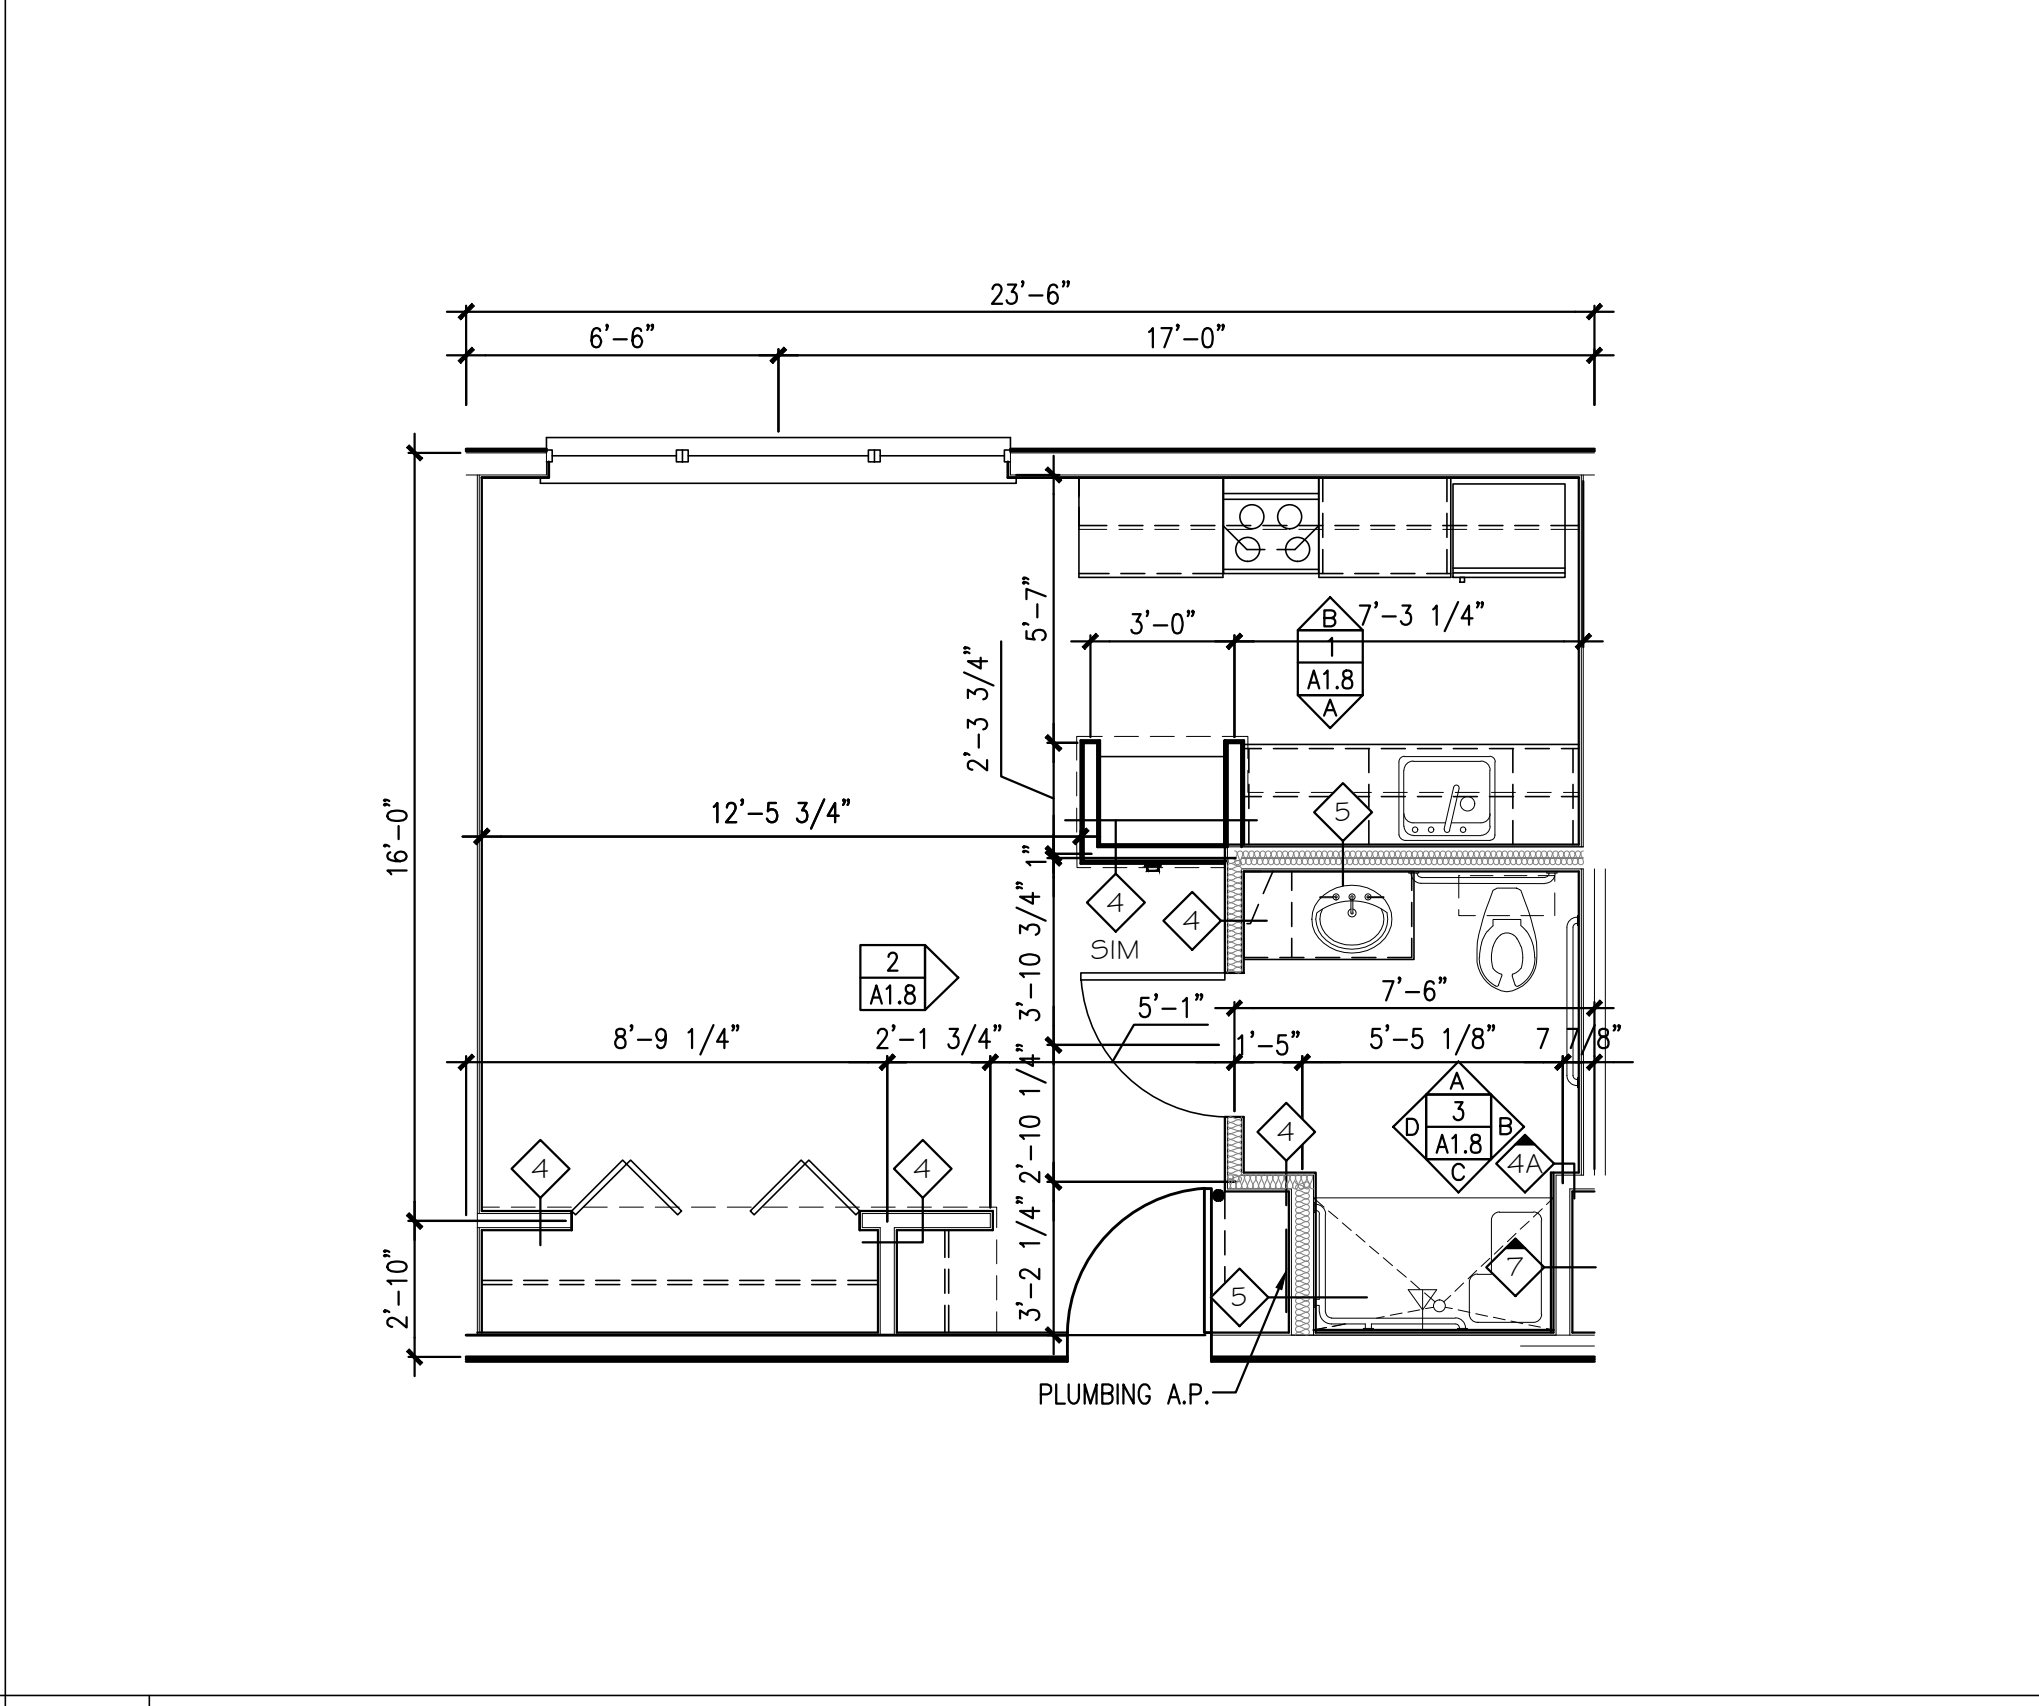 23'-6"
6'-6"
17'-0"
5'-7"
3'-0"
B
7'-3 1/4"
1
A1.8
A
2'-3 3/4"
12'-5 3/4"
5
16'-0"
1"
4
4
SIM
3'-10 3/4"
2
A1.8
7'-6"
5'-1"
8'-9 1/4"
2'-1 3/4"
1'-5"
5'-5 1/8"
7 7/8"
2'-10 1/4"
A
3
D
B
A1.8
C
4
4
4
4A
3'-2 1/4"
2'-10"
7
5
PLUMBING A.P.